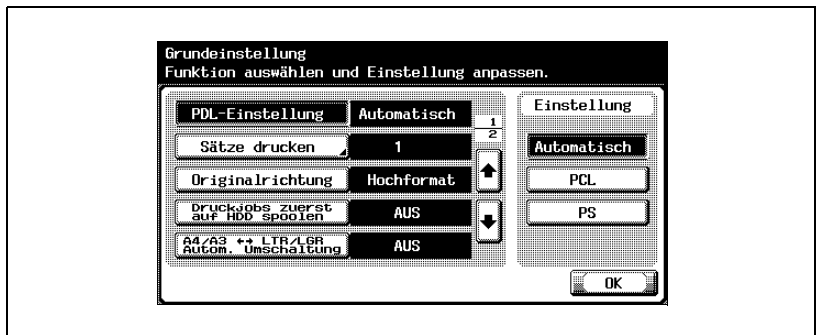 Grundeinstellung
Funktion auswählen und Einstellung anpassen.
PDL-Einstellung Automatisch
Sätze drucken 1
Originalrichtung Hochformat
Druckjobs zuerst
auf HDD spoolen AUS
A4/A3 ↔ LTR/LGR
Autom. Umschaltung AUS
1
2
Einstellung
Automatisch
PCL
PS
OK